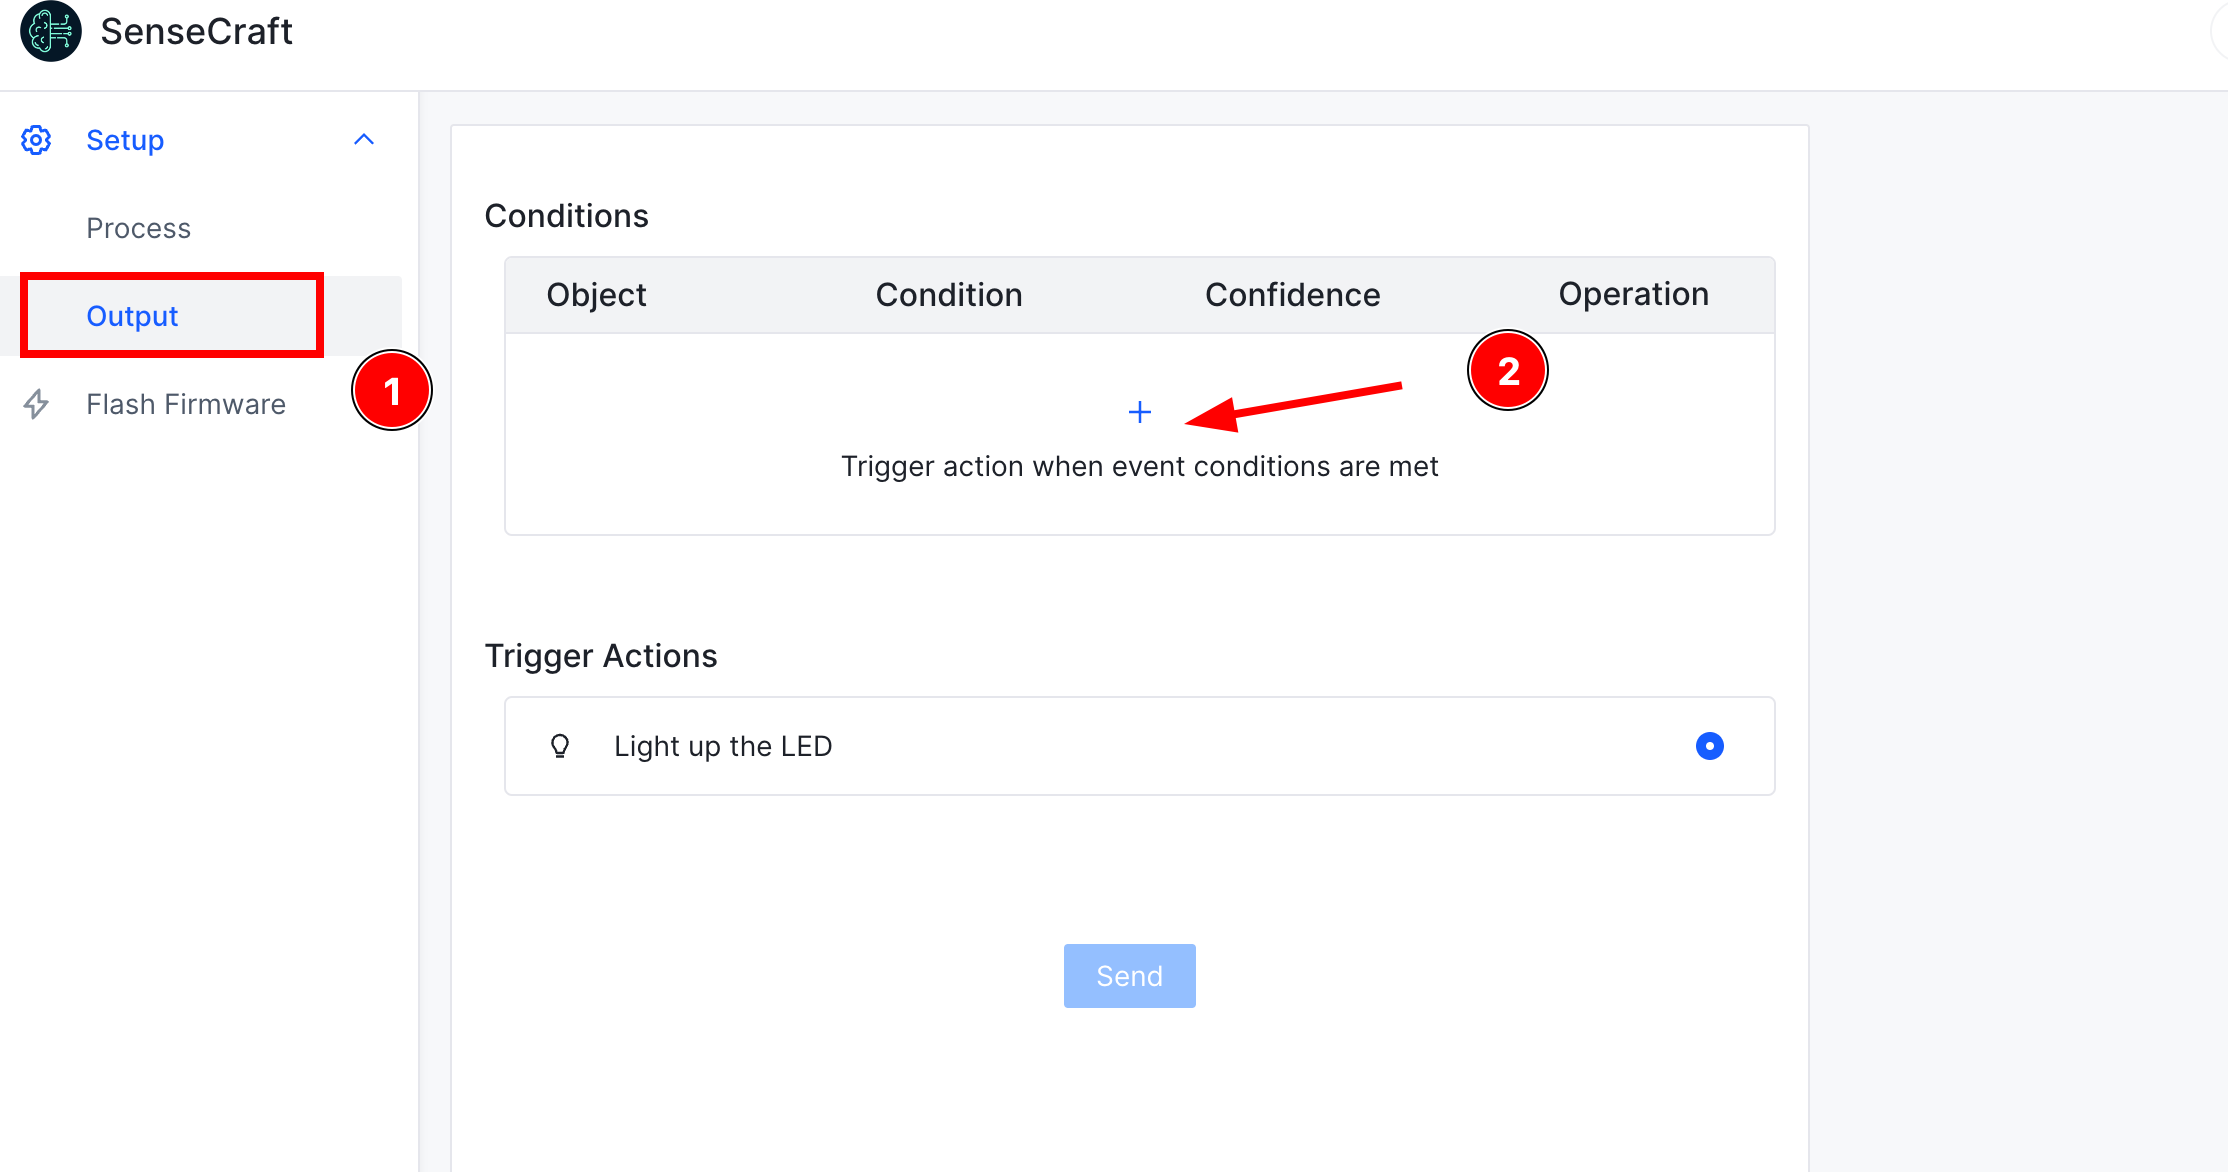 SenseCraft
Setup
Process
Output
Flash Firmware
1
Conditions
Object Condition Confidence Operation
2
+
Trigger action when event conditions are met
Trigger Actions
Light up the LED
Send